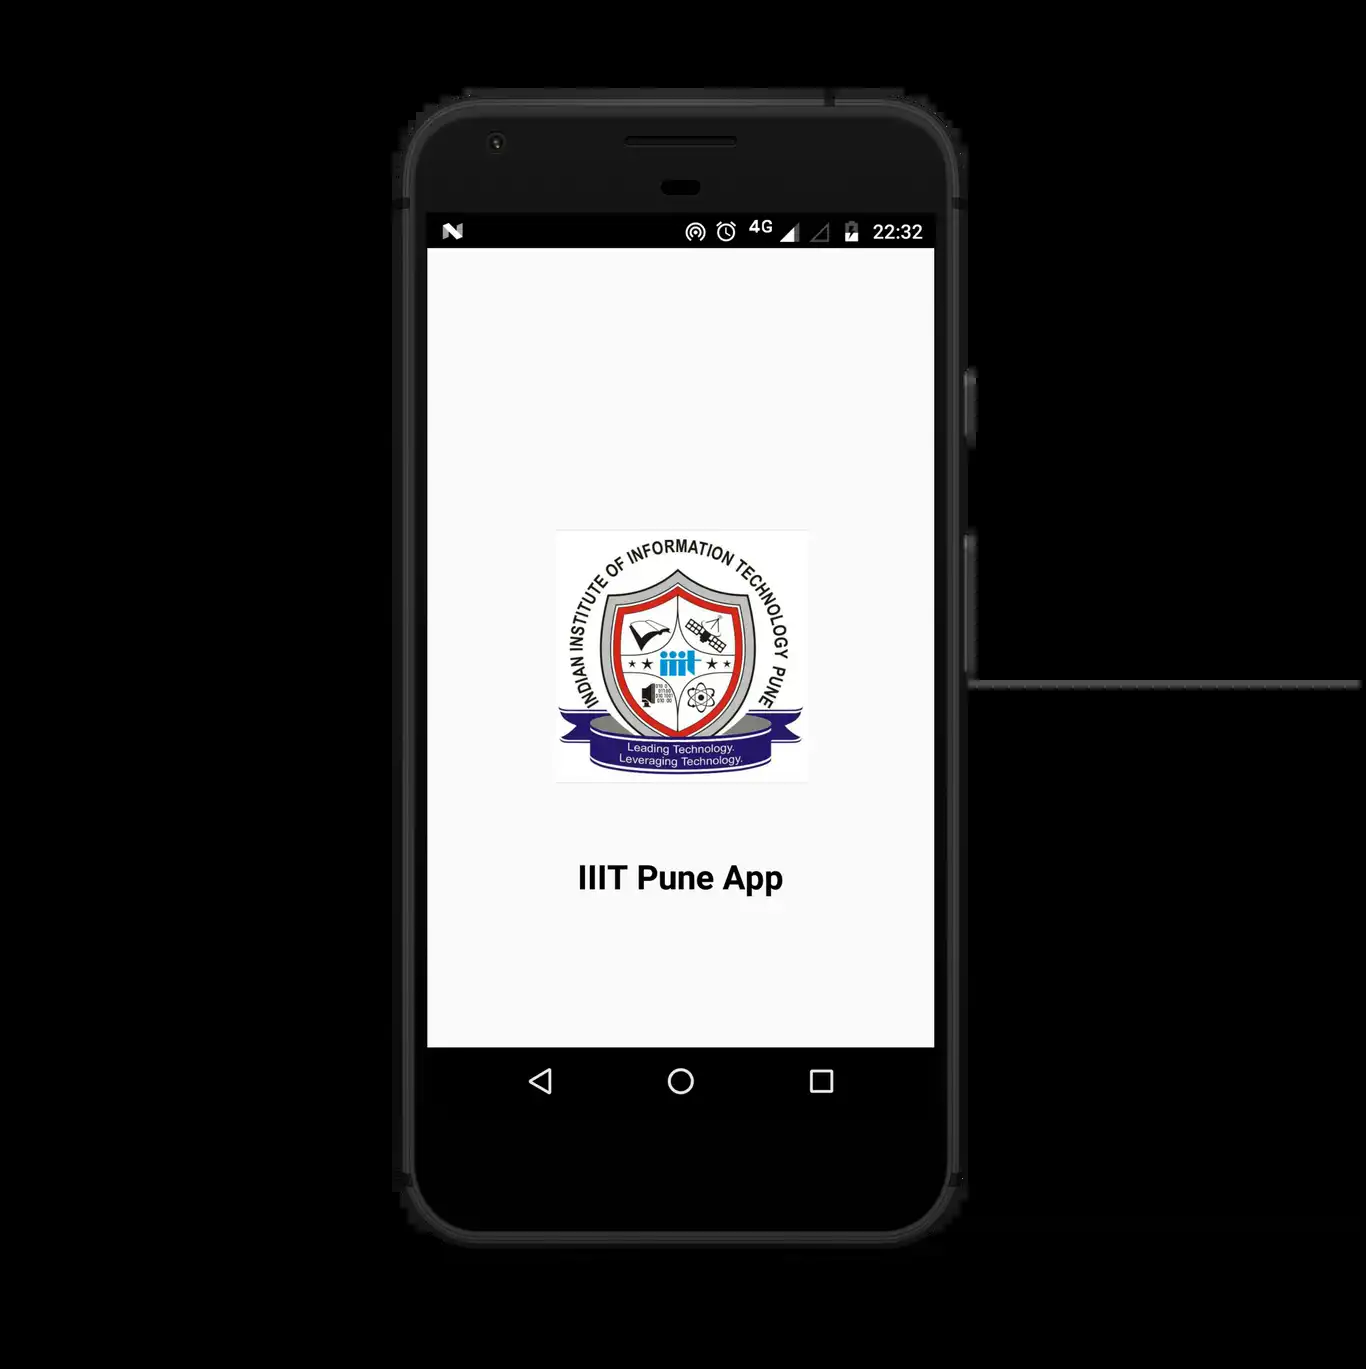 4G 22:32
INDIAN INSTITUTE OF INFORMATION TECHNOLOGY PUNE
iiit
Leading Technology.
Leveraging Technology.
IIIT Pune App